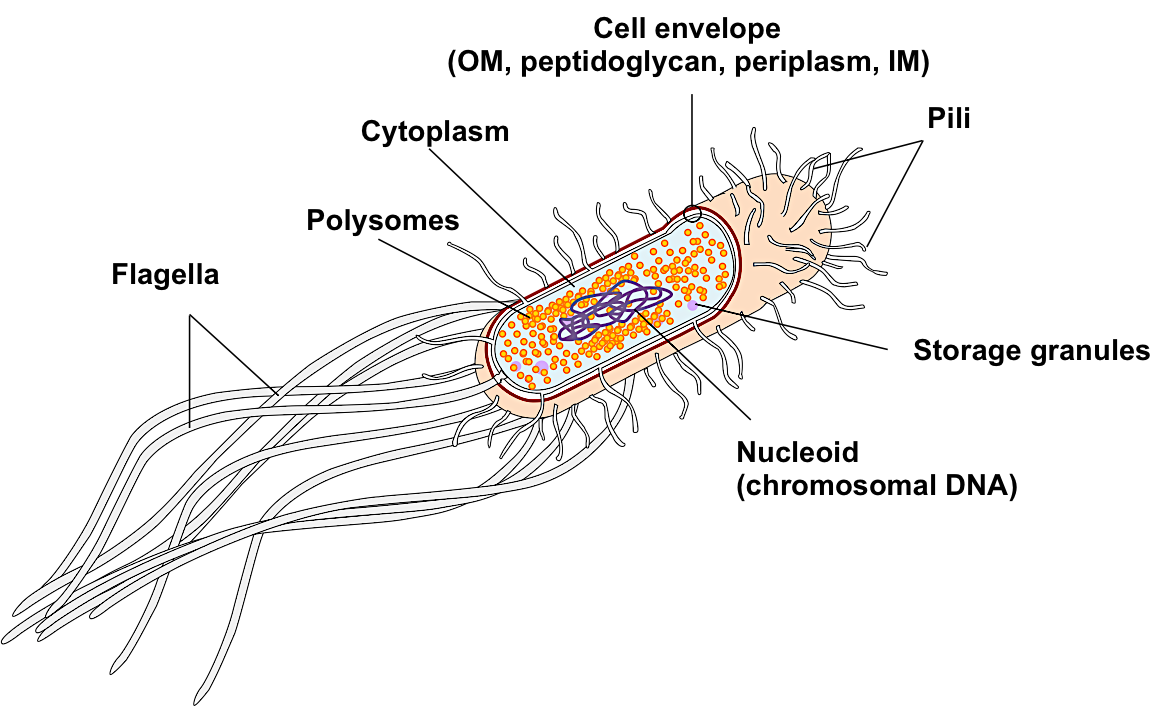 Cell envelope
(OM, peptidoglycan, periplasm, IM)
Pili
Cytoplasm
Polysomes
Flagella
Storage granules
Nucleoid
(chromosomal DNA)